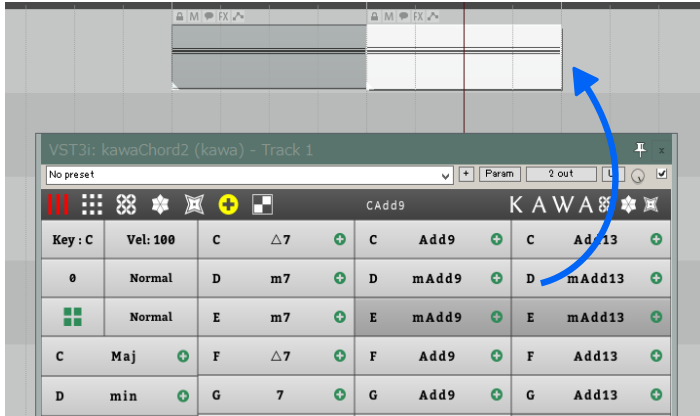 M FX M FX
VST3i: kawaChord2 (kawa) - Track 1 x
No preset + Param 2 out
CAdd9 KAWA
Key : C Vel: 100 C △7 C Add9 C Add13
0 Normal D m7 D mAdd9 D mAdd13
Normal E m7 E mAdd9 E mAdd13
C Maj F △7 F Add9 F Add13
D min G 7 G Add9 G Add13